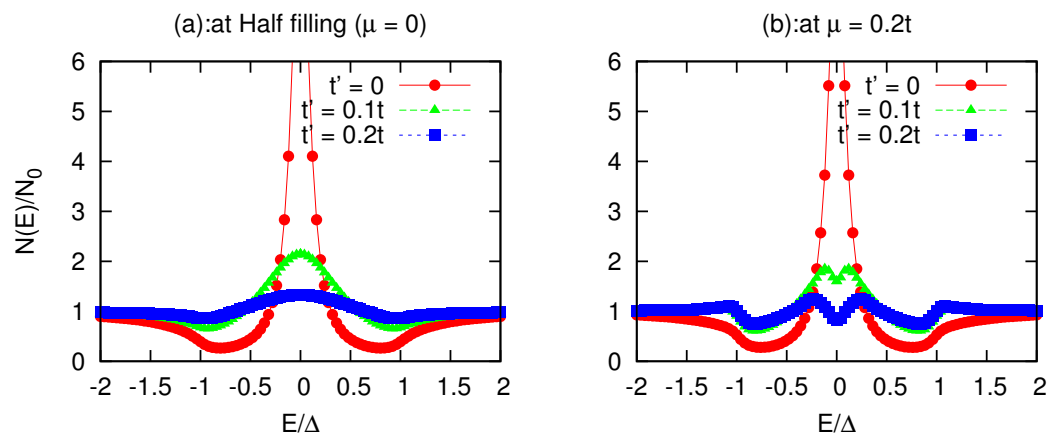 (a):at Half filling (μ = 0)
6
5
4
3
2
1
0
-2 -1.5 -1 -0.5 0 0.5 1 1.5 2
N(E)/N0
E/Δ
t' = 0
t' = 0.1t
t' = 0.2t
(b):at μ = 0.2t
6
5
4
3
2
1
0
-2 -1.5 -1 -0.5 0 0.5 1 1.5 2
E/Δ
t' = 0
t' = 0.1t
t' = 0.2t